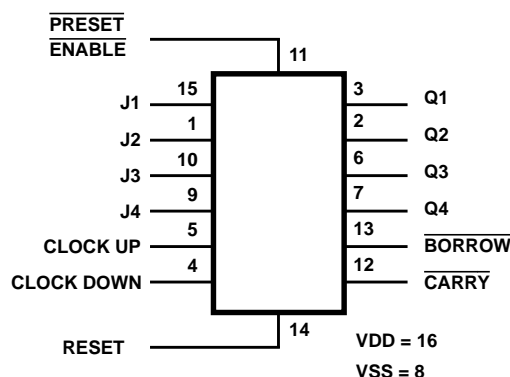 PRESET
ENABLE
11
J1 15 3 Q1
J2 1 2 Q2
J3 10 6 Q3
J4 9 7 Q4
CLOCK UP 5 13 BORROW
CLOCK DOWN 4 12 CARRY
RESET 14
VDD = 16
VSS = 8